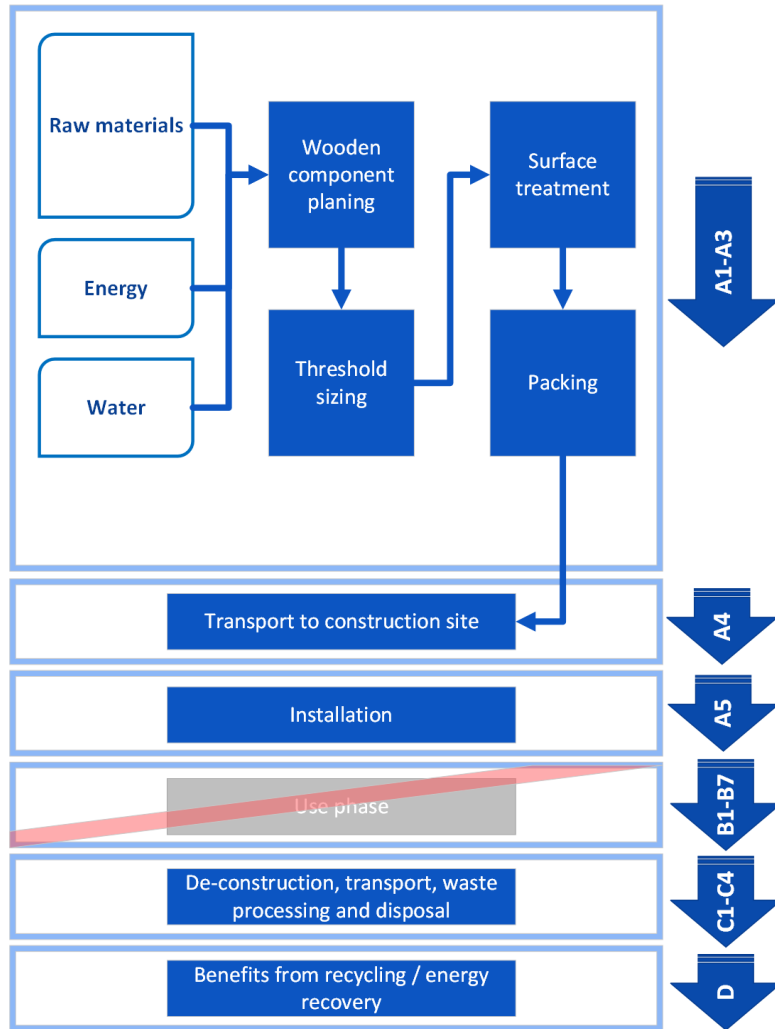 Raw materials
Energy
Water
Wooden
component
planing
Threshold
sizing
Surface
treatment
Packing
A1-A3
Transport to construction site
A4
Installation
A5
Use phase
B1-B7
De-construction, transport, waste
processing and disposal
C1-C4
Benefits from recycling / energy
recovery
D